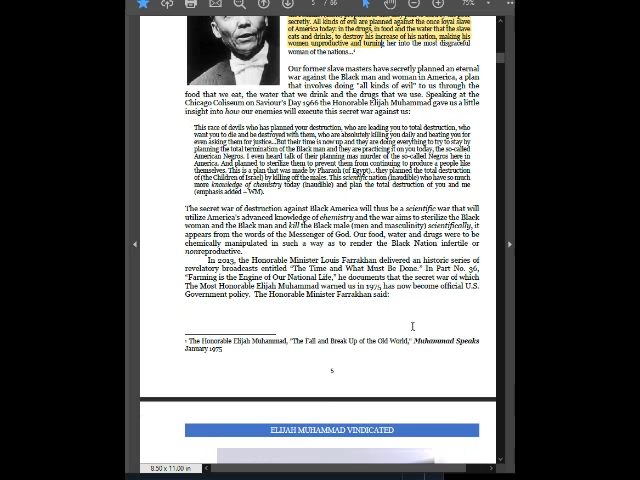 5 / 86
75%
secretly. All kinds of evil are planned against the once loyal slave
of America today: in the drugs, in food and the water that the slave
eats and drinks, to destroy his increase of his nation, making his
women unproductive and turning her into the most disgraceful
woman of the nations...⁴
Our former slave masters have secretly planned an eternal
war against the Black man and woman in America, a plan
that involves doing "all kinds of evil" to us through the
food that we eat, the water that we drink and the drugs that we use. Speaking at the
Chicago Coliseum on Saviour's Day 1966 the Honorable Elijah Muhammad gave us a little
insight into how our enemies will execute this secret war against us:
This race of devils who has planned your destruction, who are leading you to total destruction, who
want you to die and be destroyed with them, who are absolutely killing you daily and beating you for
even asking them for justice...But their time is now up and they are doing everything to try to stay by
planning the total termination of the Black man and they are practicing it on you today, the so-called
American Negros. I even heard talk of their planning mas murder of the so-called Negros here in
America. And planned to sterilize them to prevent them from continuing to produce a people like
themselves. This is a plan that was made by Pharaoh (of Egypt)...they planned the total destruction
of (the Children of Israel) by killing off the males. This scientific nation (inaudible) who have so much
more knowledge of chemistry today (inaudible) and plan the total destruction of you and me
(emphasis added – WM).
The secret war of destruction against Black America will thus be a scientific war that will
utilize America's advanced knowledge of chemistry and the war aims to sterilize the Black
woman and the Black man and kill the Black male (men and masculinity) scientifically, it
appears from the words of the Messenger of God. Our food, water and drugs were to be
chemically manipulated in such a way as to render the Black Nation infertile or
nonreproductive.
In 2013, the Honorable Minister Louis Farrakhan delivered an historic series of
revelatory broadcasts entitled "The Time and What Must Be Done." In Part No. 36,
"Farming is the Engine of Our National Life," he documents that the secret war of which
The Most Honorable Elijah Muhammad warned us in 1975 has now become official U.S.
Government policy. The Honorable Minister Farrakhan said:
The Honorable Elijah Muhammad, "The Fall and Break Up of the Old World," Muhammad Speaks
January 1975
5
ELIJAH MUHAMMAD VINDICATED
8.50 x 11.00 in